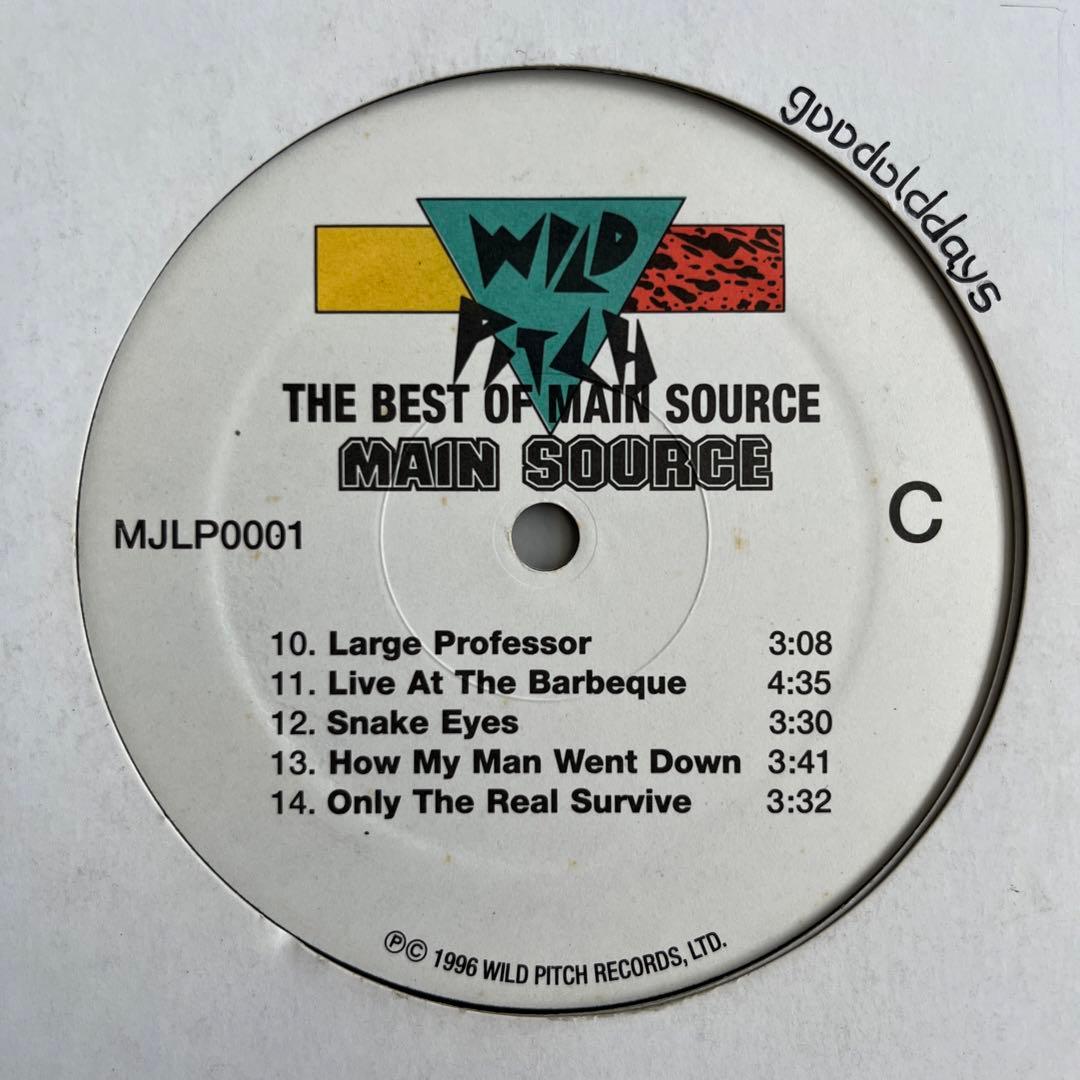 goodolddays
WILD
PITCH
THE BEST OF MAIN SOURCE
MAIN SOURCE
MJLP0001
C
10. Large Professor 3:08
11. Live At The Barbeque 4:35
12. Snake Eyes 3:30
13. How My Man Went Down 3:41
14. Only The Real Survive 3:32
℗© 1996 WILD PITCH RECORDS, LTD.